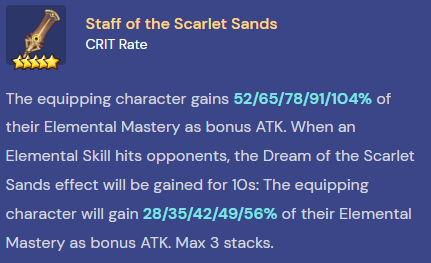 Staff of the Scarlet Sands
CRIT Rate
The equipping character gains 52/65/78/91/104% of
their Elemental Mastery as bonus ATK. When an
Elemental Skill hits opponents, the Dream of the Scarlet
Sands effect will be gained for 10s: The equipping
character will gain 28/35/42/49/56% of their Elemental
Mastery as bonus ATK. Max 3 stacks.